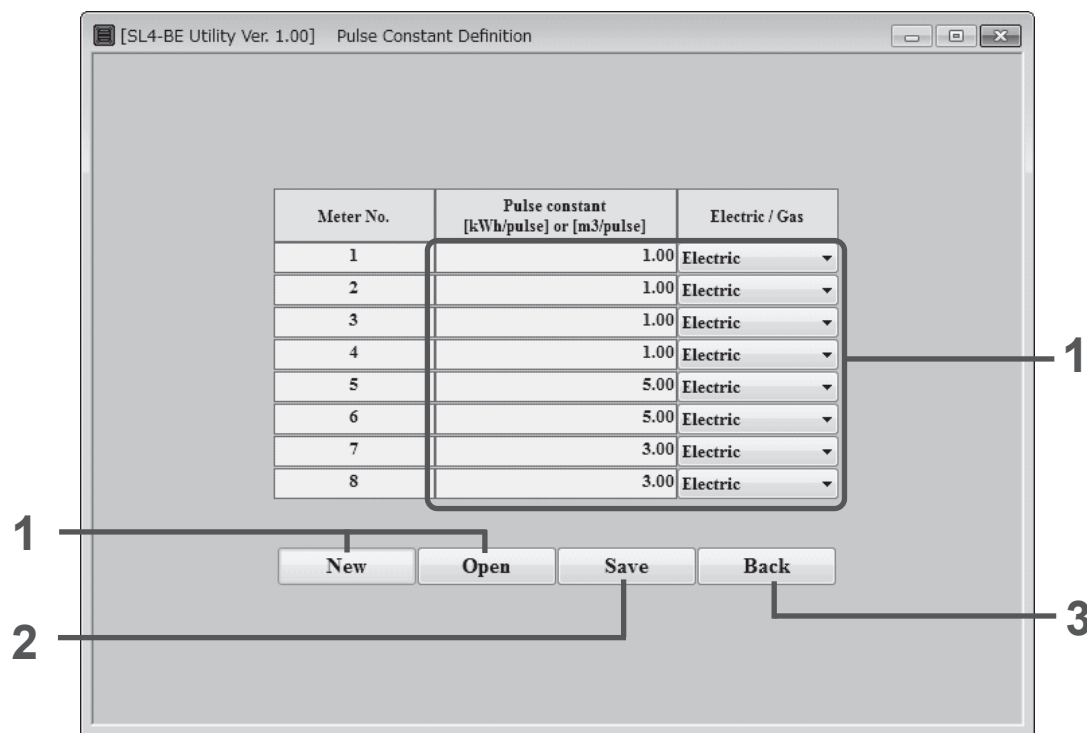 [SL4-BE Utility Ver. 1.00] Pulse Constant Definition
Meter No. Pulse constant [kWh/pulse] or [m3/pulse] Electric / Gas
1 1.00 Electric
2 1.00 Electric
3 1.00 Electric
4 1.00 Electric
5 5.00 Electric
6 5.00 Electric
7 3.00 Electric
8 3.00 Electric
1
1
New Open Save Back
2
3